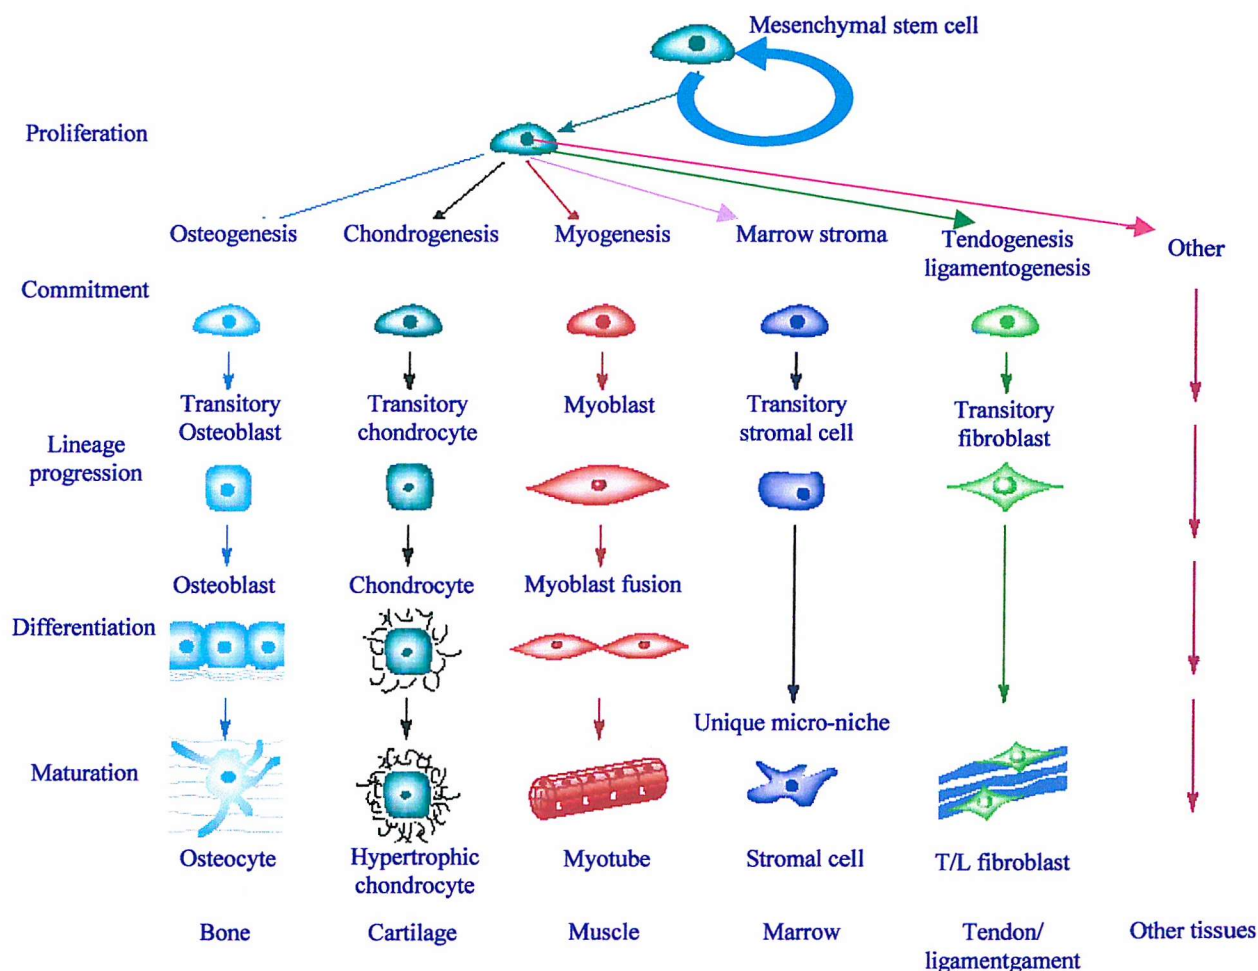 Mesenchymal stem cell
Proliferation
Osteogenesis
Chondrogenesis
Myogenesis
Marrow stroma
Tendogenesis
ligamentogenesis
Other
Commitment
Transitory
Osteoblast
Transitory
chondrocyte
Myoblast
Transitory
stromal cell
Transitory
fibroblast
Lineage
progression
Osteoblast
Chondrocyte
Myoblast fusion
Differentiation
Unique micro-niche
Maturation
Osteocyte
Hypertrophic
chondrocyte
Myotube
Stromal cell
T/L fibroblast
Bone
Cartilage
Muscle
Marrow
Tendon/
ligamentgament
Other tissues